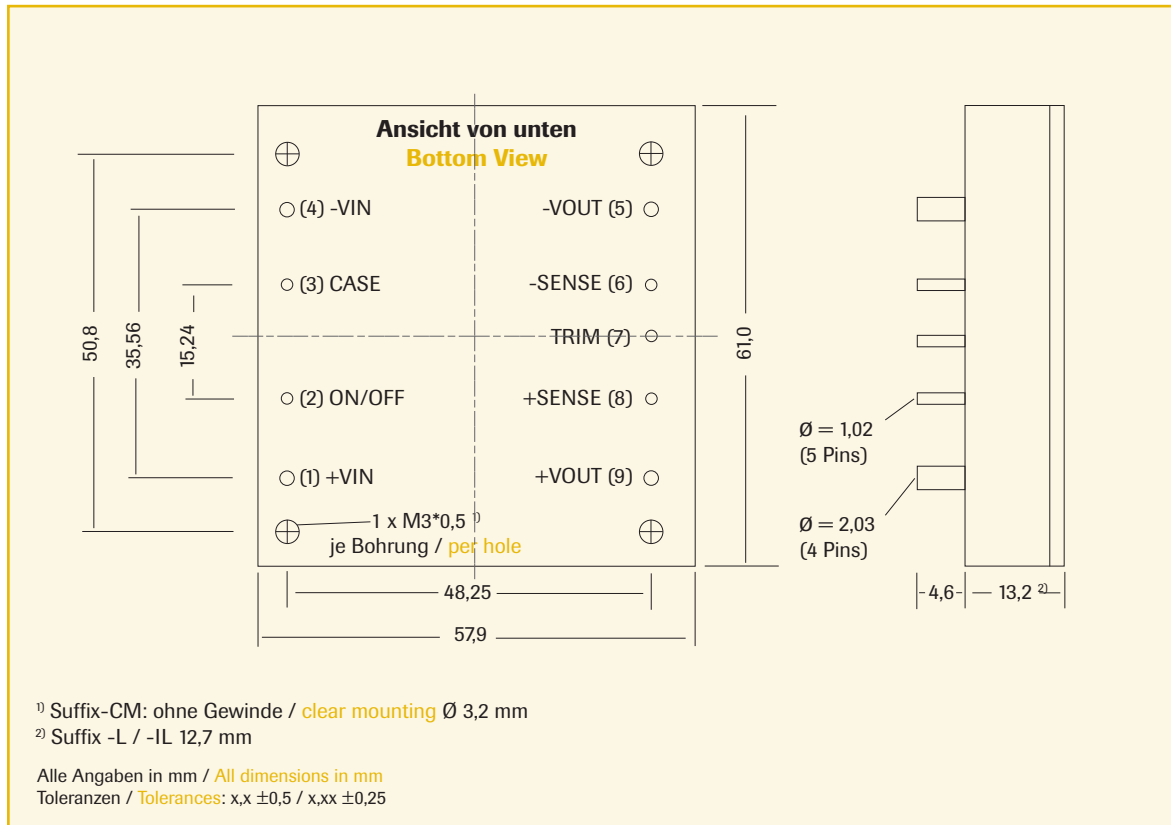 Ansicht von unten
Bottom View
(4) -VIN
-VOUT (5)
(3) CASE
-SENSE (6)
TRIM (7)
(2) ON/OFF
+SENSE (8)
(1) +VIN
+VOUT (9)
1 x M3*0,5 ¹⁾
je Bohrung / per hole
50,8
35,56
15,24
61,0
48,25
57,9
Ø = 1,02
(5 Pins)
Ø = 2,03
(4 Pins)
4,6
13,2 ²⁾
¹⁾ Suffix-CM: ohne Gewinde / clear mounting Ø 3,2 mm
²⁾ Suffix -L / -IL 12,7 mm
Alle Angaben in mm / All dimensions in mm
Toleranzen / Tolerances: x,x ±0,5 / x,xx ±0,25